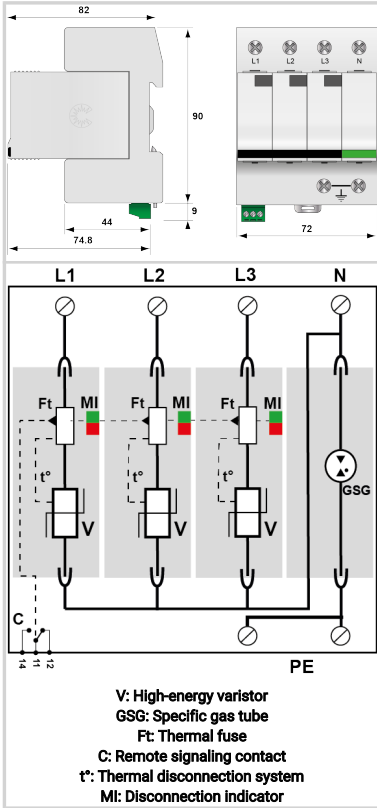 82
L1 L2 L3 N
90
9
44
74.8
72
L1 L2 L3 N
Ft MI Ft MI Ft MI
t° t° t°
GSG
V V V
C
14 11 12
PE
V: High-energy varistor
GSG: Specific gas tube
Ft: Thermal fuse
C: Remote signaling contact
t°: Thermal disconnection system
MI: Disconnection indicator